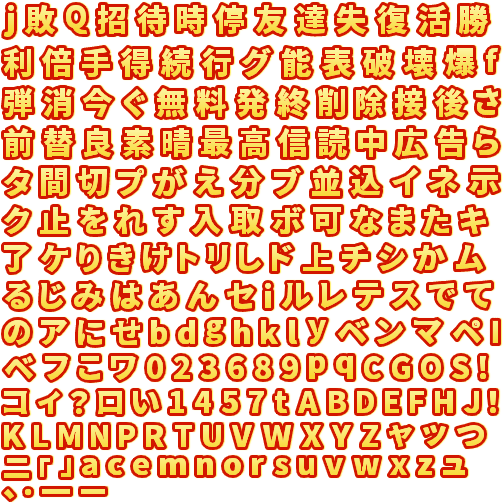 j敗Q招待時停友達失復活勝
利倍手得続行グ能表破壊爆f
弾消今ぐ無料発終削除接後さ
前替良素晴最高信読中広告ら
タ間切プがえ分ブ並込イネ示
ク止をれす入取ボ可なまたキ
了ケりきけトリしド上チシかム
るじみはあんセiルレテスでて
のアにせbdghklyベンマペl
ベフこワ023689pqCGOS!
コィ?ロい1457tABDEFHJ!
KLMNPRTUVWXYZヤッつ
ニ「」acemnorsuvwxzュ
、:ーー